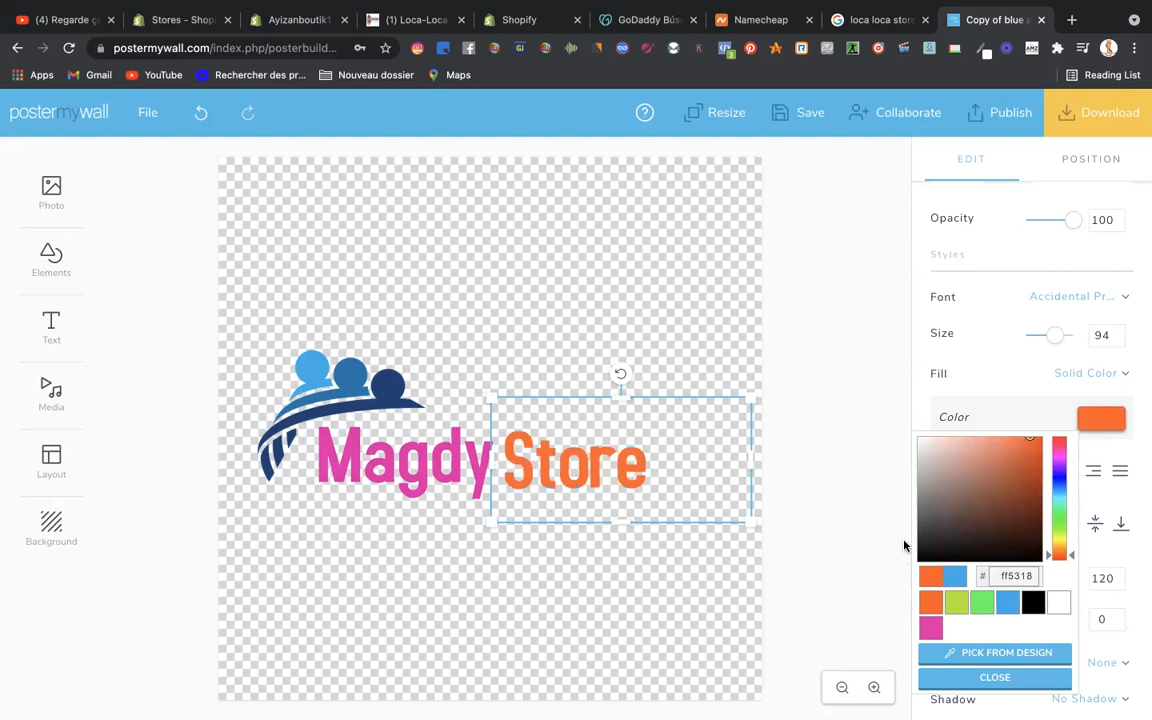 (4) Regarde ç
Stores - Shopi
Ayizanboutik1
(1) Loca-Loca
Shopify
GoDaddy Bús
Namecheap
loca loca store
Copy of blue a
postermywall.com/index.php/posterbuild...
Apps
Gmail
YouTube
Rechercher des pr...
Nouveau dossier
Maps
Reading List
postermywall
File
Resize
Save
Collaborate
Publish
Download
Photo
Elements
Text
Media
Layout
Background
Magdy Store
EDIT
POSITION
Opacity
100
Styles
Font
Accidental Pr...
Size
94
Fill
Solid Color
Color
# ff5318
120
0
PICK FROM DESIGN
None
CLOSE
Shadow
No Shadow